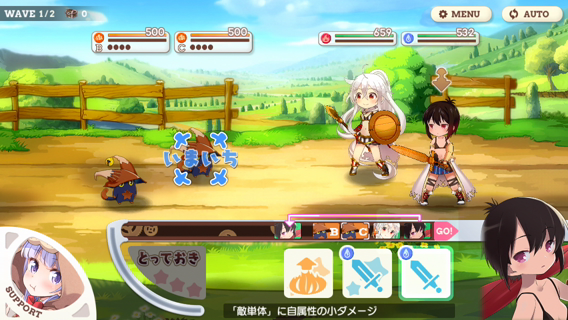 WAVE 1/2 0
MENU
AUTO
500
500
659
532
B
C
いまいち
B
C
GO!
とっておき
SUPPORT
「敵単体」に自属性の小ダメージ